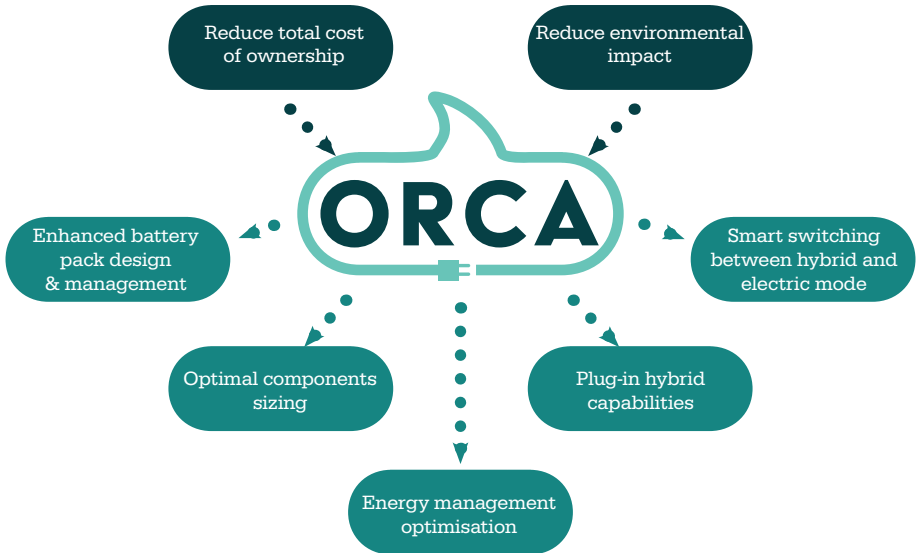 Reduce total cost
of ownership
Reduce environmental
impact
ORCA
Enhanced battery
pack design
& management
Smart switching
between hybrid and
electric mode
Optimal components
sizing
Plug-in hybrid
capabilities
Energy management
optimisation